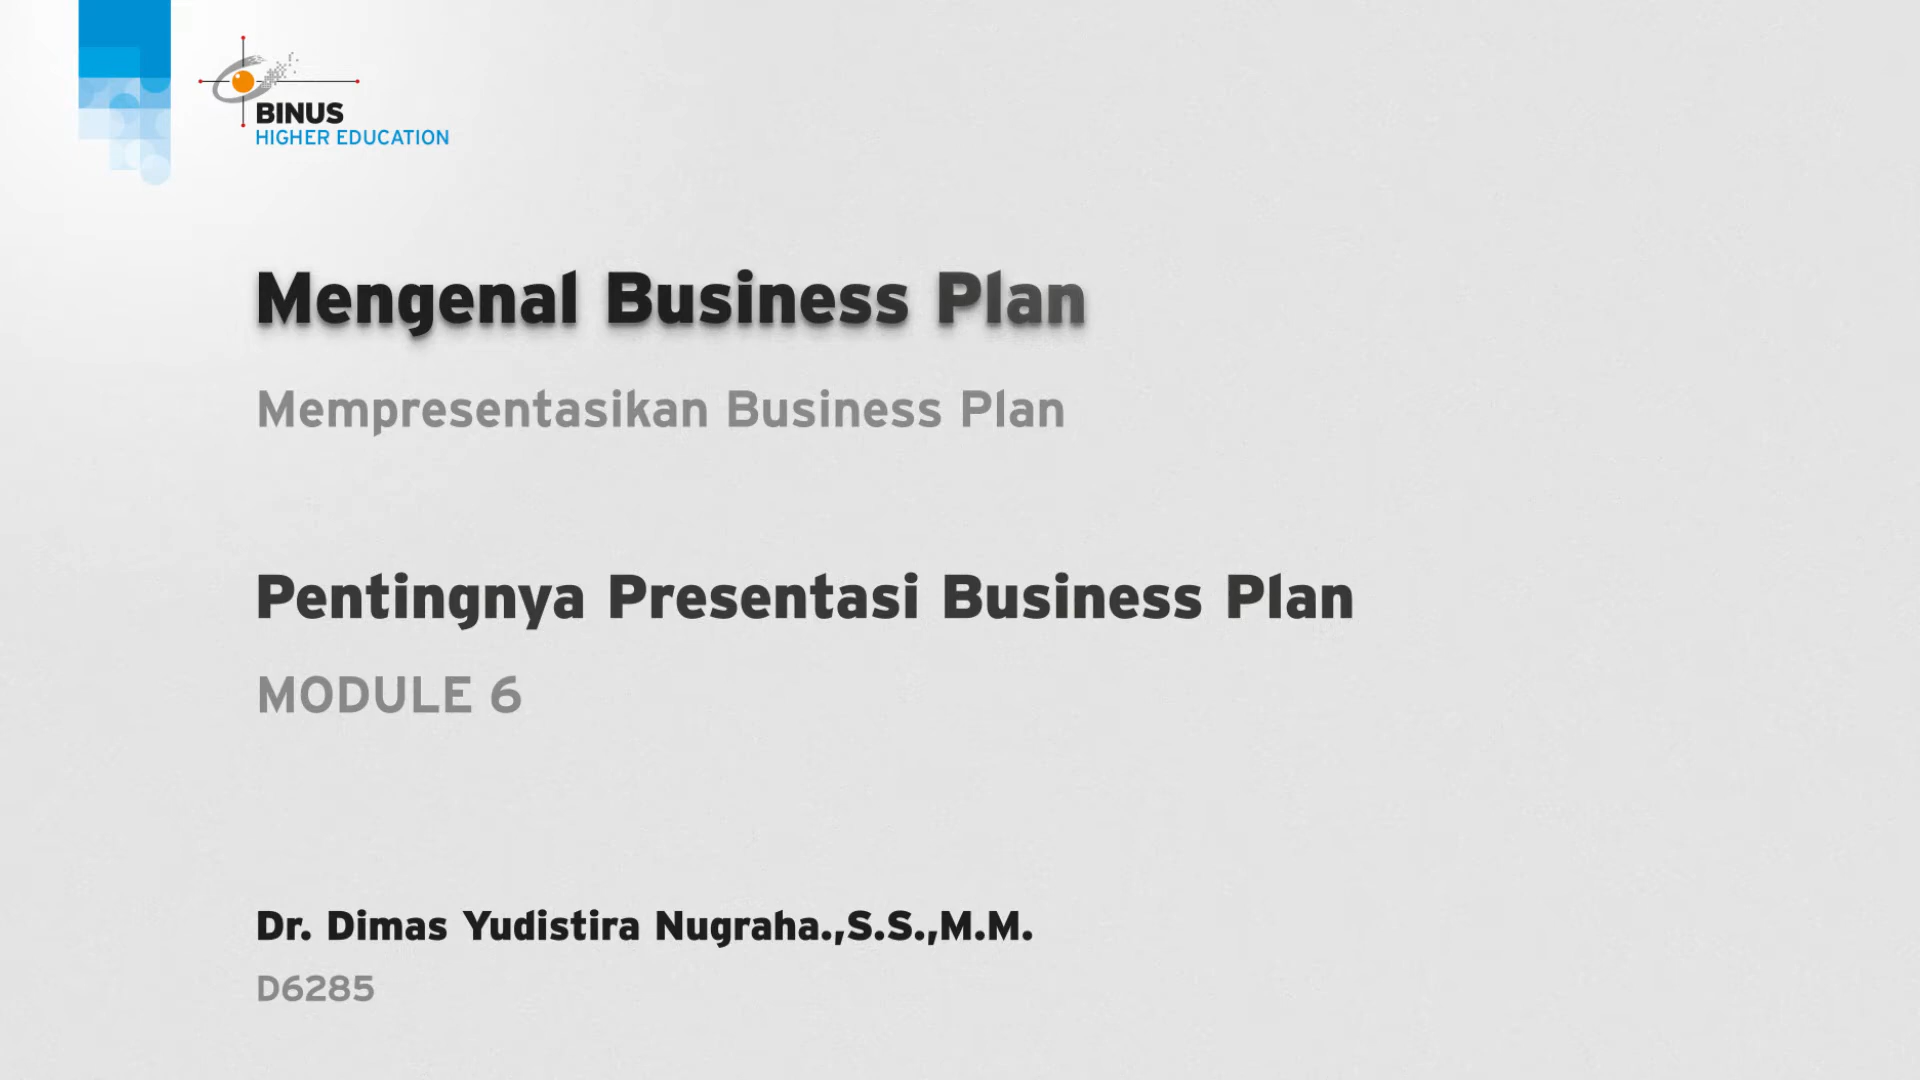 BINUS
HIGHER EDUCATION
Mengenal Business Plan
Mempresentasikan Business Plan
Pentingnya Presentasi Business Plan
MODULE 6
Dr. Dimas Yudistira Nugraha.,S.S.,M.M.
D6285